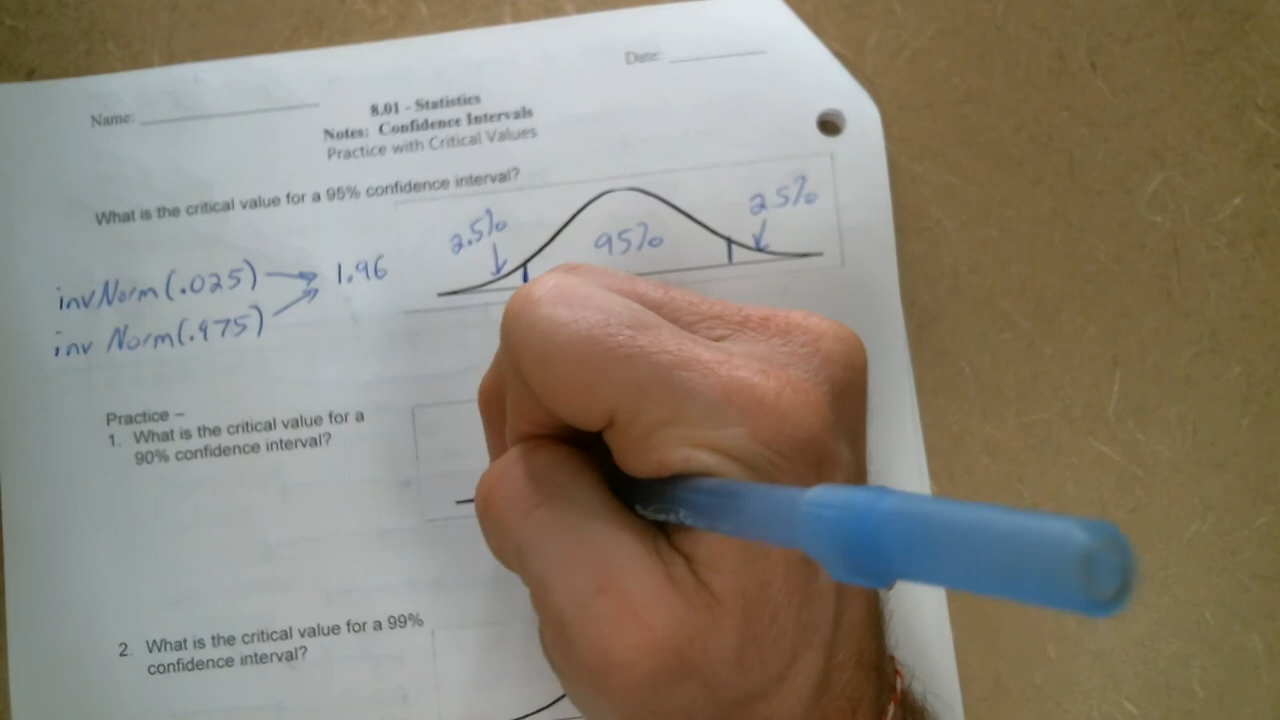 Name:
Date:
8.01 - Statistics
Notes: Confidence Intervals
Practice with Critical Values
What is the critical value for a 95% confidence interval?
2.5%
95%
2.5%
invNorm(.025)
1.96
inv Norm(.975)
Practice –
1. What is the critical value for a
90% confidence interval?
2. What is the critical value for a 99%
confidence interval?